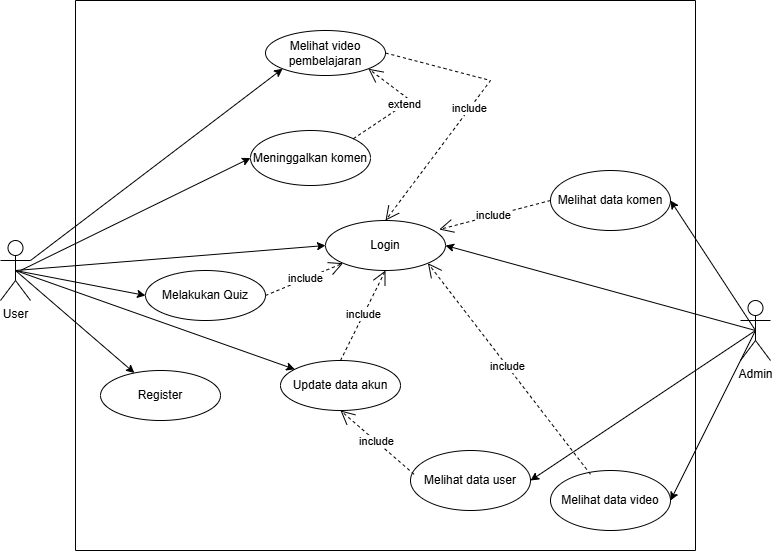 Melihat video
pembelajaran
extend
include
Meninggalkan komen
Melihat data komen
include
Login
include
Melakukan Quiz
User
include
Admin
Register
Update data akun
include
include
Melihat data user
Melihat data video